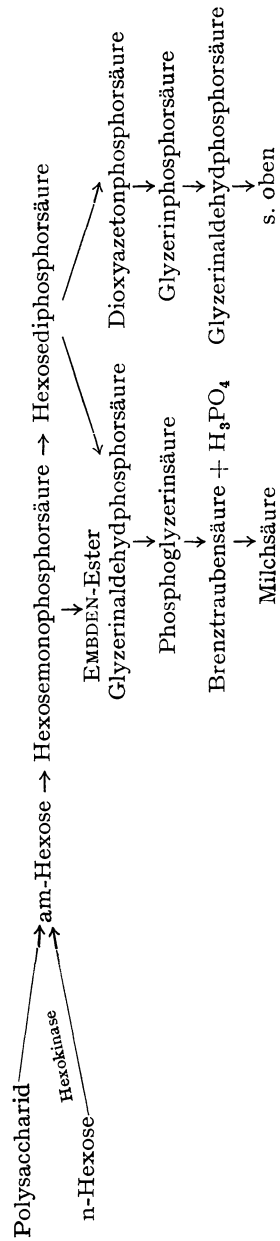 Polysaccharid
Hexokinase
n-Hexose
am-Hexose → Hexosemonophosphorsäure → Hexosediphosphorsäure
↓
EMBDEN-Ester
Glyzerinaldehydphosphorsäure
↓
Phosphoglyzerinsäure
↓
Brenztraubensäure + H₃PO₄
↓
Milchsäure
Dioxyazetonphosphorsäure
↓
Glyzerinphosphorsäure
↓
Glyzerinaldehydphosphorsäure
↓
s. oben